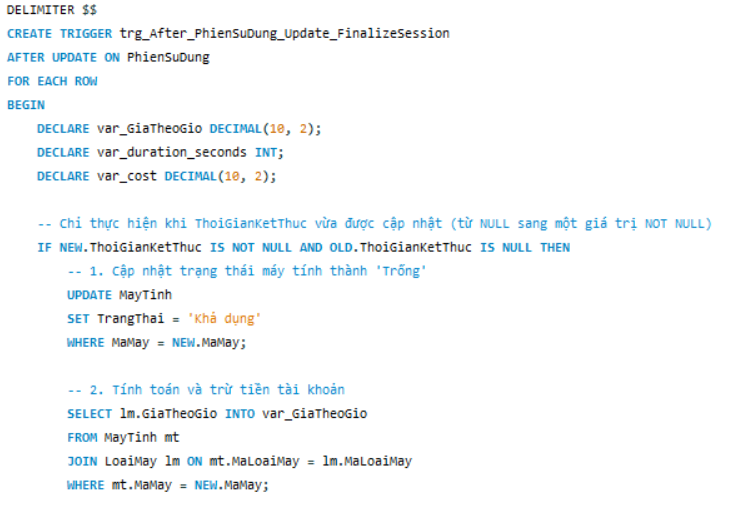 DELIMITER $$
CREATE TRIGGER trg_After_PhienSuDung_Update_FinalizeSession
AFTER UPDATE ON PhienSuDung
FOR EACH ROW
BEGIN
    DECLARE var_GiaTheoGio DECIMAL(10, 2);
    DECLARE var_duration_seconds INT;
    DECLARE var_cost DECIMAL(10, 2);

    -- Chỉ thực hiện khi ThoiGianKetThuc vừa được cập nhật (từ NULL sang một giá trị NOT NULL)
    IF NEW.ThoiGianKetThuc IS NOT NULL AND OLD.ThoiGianKetThuc IS NULL THEN
        -- 1. Cập nhật trạng thái máy tính thành 'Trống'
        UPDATE MayTinh
        SET TrangThai = 'Khả dụng'
        WHERE MaMay = NEW.MaMay;

        -- 2. Tính toán và trừ tiền tài khoản
        SELECT lm.GiaTheoGio INTO var_GiaTheoGio
        FROM MayTinh mt
        JOIN LoaiMay lm ON mt.MaLoaiMay = lm.MaLoaiMay
        WHERE mt.MaMay = NEW.MaMay;